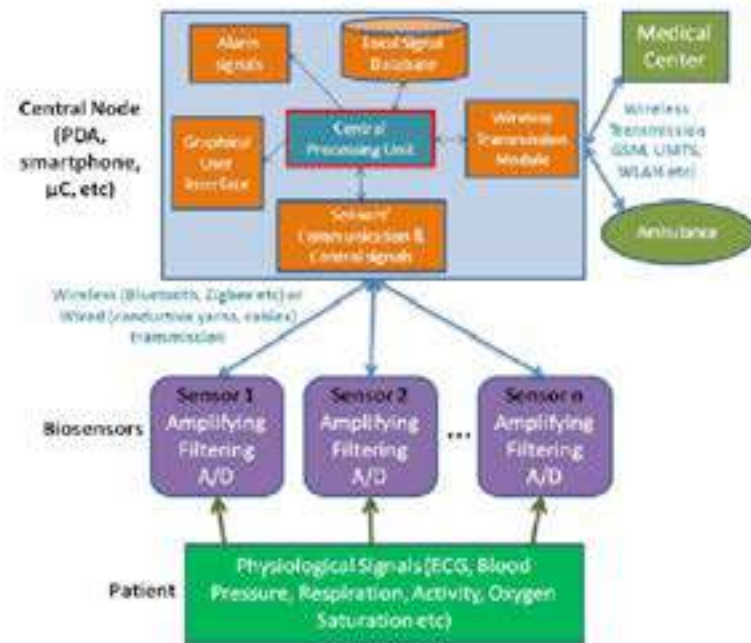 Alarm
signals
Local Signal
Database
Medical
Center
Central Node
(PDA,
smartphone,
µC, etc)
Graphical
User
Interface
Central
Processing Unit
Wireless
Transmission
Module
Wireless
Transmission
GSM, UMTS,
WLAN etc)
Sensors'
Communication &
Control signals
Ambulance
Wireless (Bluetooth, Zigbee etc) or
Wired (conductive yarns, cables)
transmission
Biosensors
Sensor 1
Amplifying
Filtering
A/D
Sensor 2
Amplifying
Filtering
A/D
...
Sensor n
Amplifying
Filtering
A/D
Patient
Physiological Signals (ECG, Blood
Pressure, Respiration, Activity, Oxygen
Saturation etc)